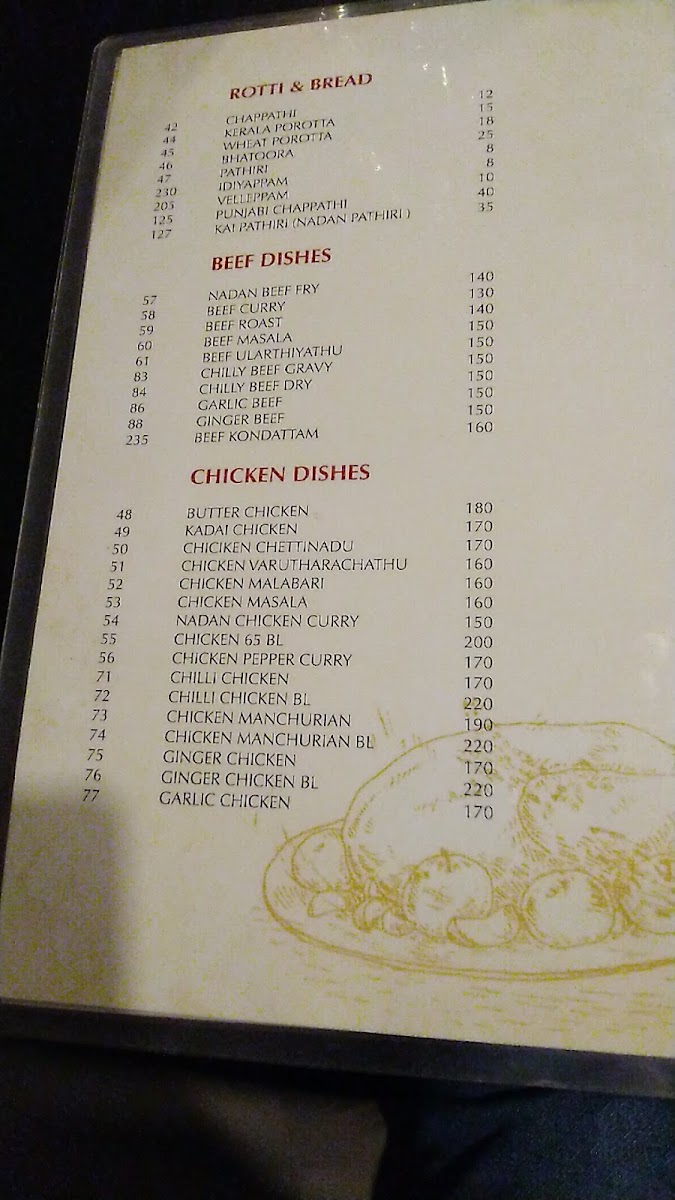 ROTTI & BREAD
42 CHAPPATHI 12
44 KERALA POROTTA 15
45 WHEAT POROTTA 18
46 BHATOORA 25
47 PATHIRI 8
230 IDIYAPPAM 8
205 VELLEPPAM 10
125 PUNJABI CHAPPATHI 40
127 KAI PATHIRI (NADAN PATHIRI ) 35
BEEF DISHES
57 NADAN BEEF FRY 140
58 BEEF CURRY 130
59 BEEF ROAST 140
60 BEEF MASALA 150
61 BEEF ULARTHIYATHU 150
83 CHILLY BEEF GRAVY 150
84 CHILLY BEEF DRY 150
86 GARLIC BEEF 150
88 GINGER BEEF 150
235 BEEF KONDATTAM 160
CHICKEN DISHES
48 BUTTER CHICKEN 180
49 KADAI CHICKEN 170
50 CHICIKEN CHETTINADU 170
51 CHICKEN VARUTHARACHATHU 160
52 CHICKEN MALABARI 160
53 CHICKEN MASALA 160
54 NADAN CHICKEN CURRY 150
55 CHICKEN 65 BL 200
56 CHICKEN PEPPER CURRY 170
71 CHILLI CHICKEN 170
72 CHILLI CHICKEN BL 220
73 CHICKEN MANCHURIAN 190
74 CHICKEN MANCHURIAN BL 220
75 GINGER CHICKEN 170
76 GINGER CHICKEN BL 220
77 GARLIC CHICKEN 170